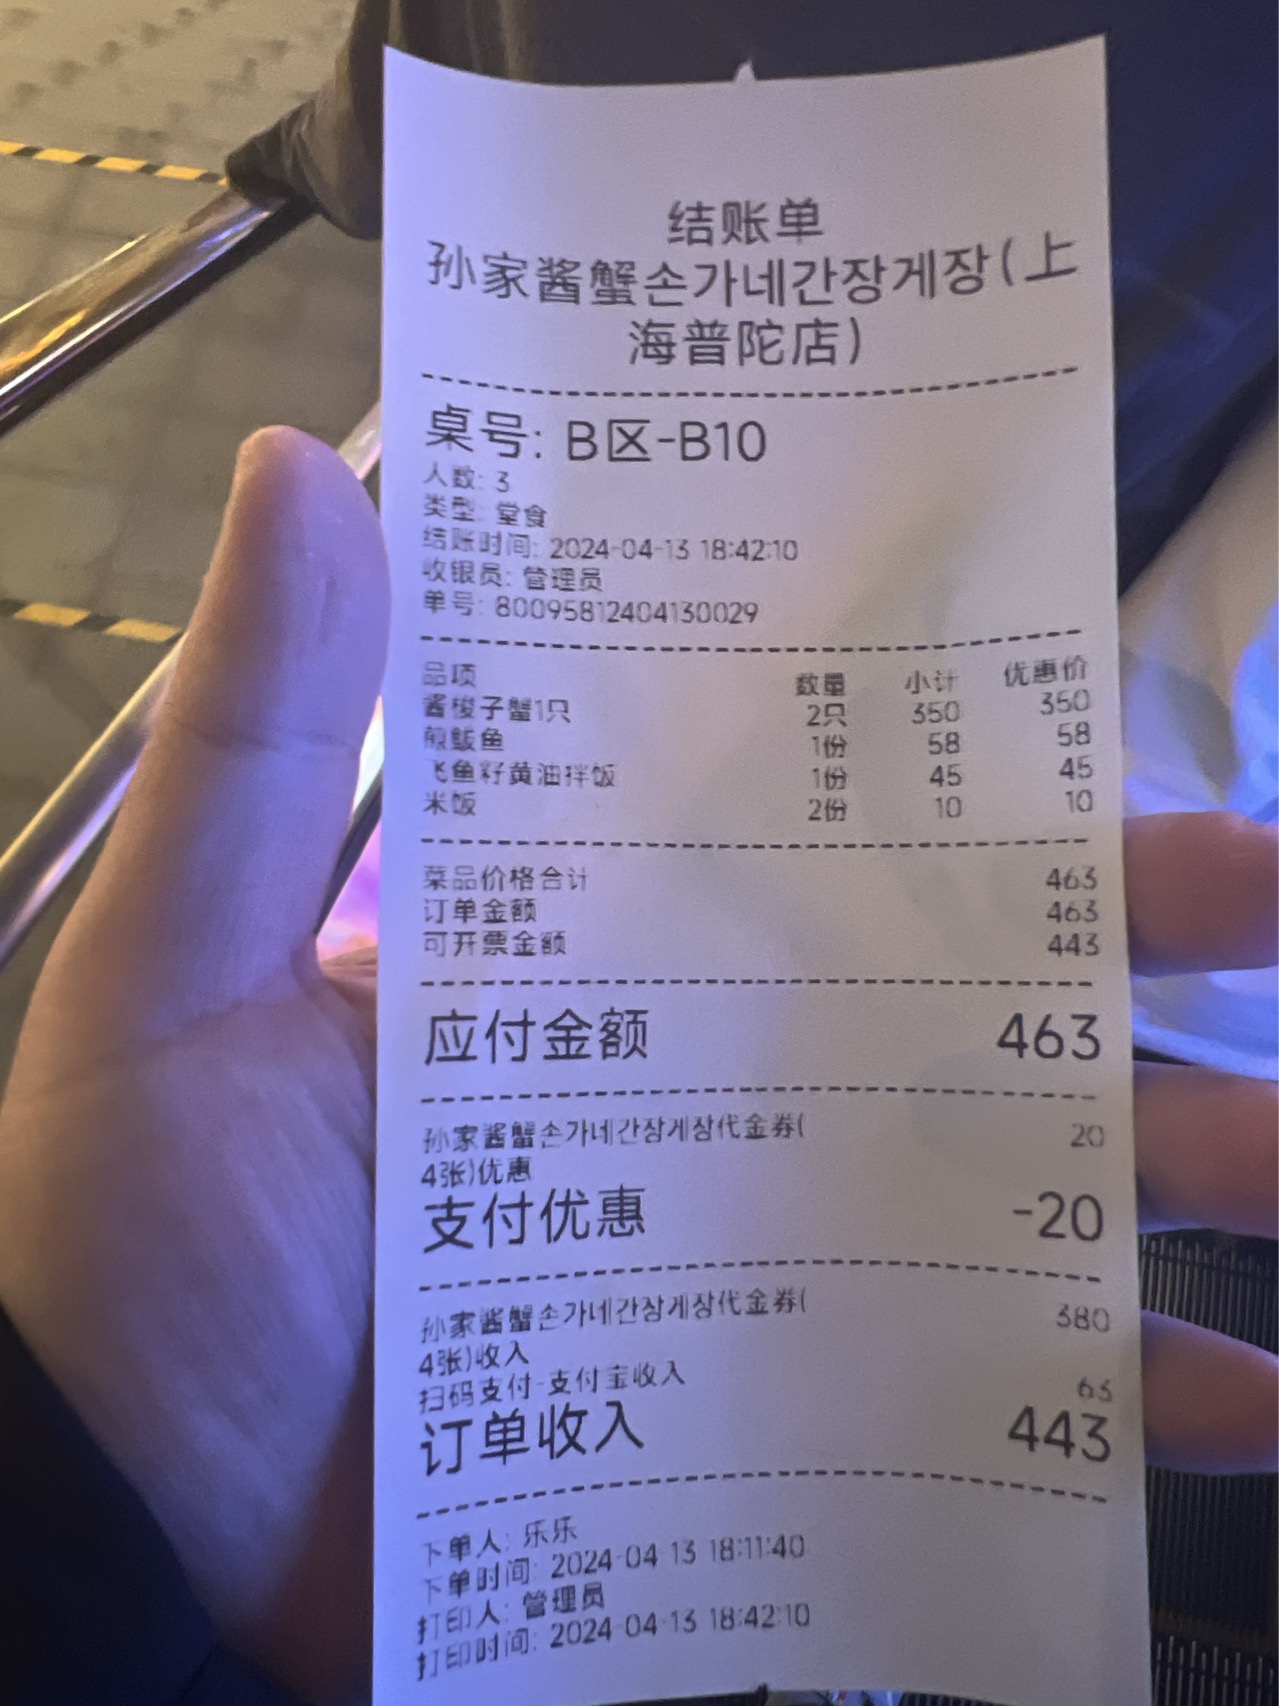 结账单
孙家酱蟹손가네간장게장(上
海普陀店)
桌号: B区-B10
人数: 3
类型: 堂食
结账时间: 2024-04-13 18:42:10
收银员: 管理员
单号: 80095812404130029
品项 数量 小计 优惠价
酱梭子蟹1只 2只 350 350
煎鲅鱼 1份 58 58
飞鱼籽黄油拌饭 1份 45 45
米饭 2份 10 10
菜品价格合计 463
订单金额 463
可开票金额 443
应付金额 463
孙家酱蟹손가네간장게장代金券( 20
4张)优惠
支付优惠 -20
孙家酱蟹손가네간장게장代金券( 380
4张)收入
扫码支付-支付宝收入 63
订单收入 443
下单人: 乐乐
下单时间: 2024-04-13 18:11:40
打印人: 管理员
打印时间: 2024-04-13 18:42:10